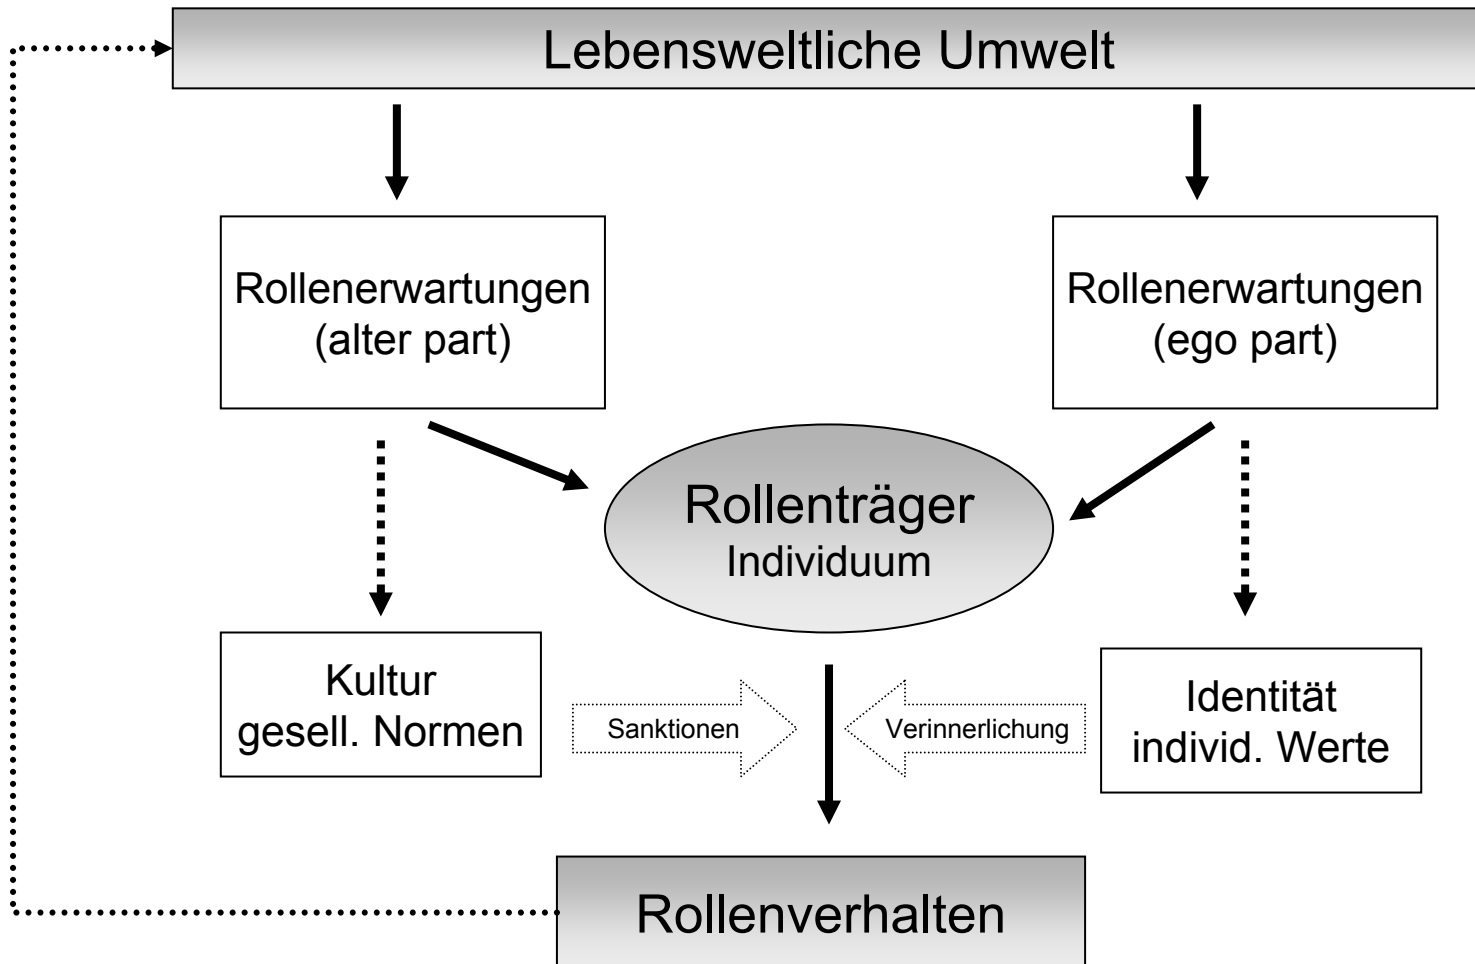 Lebensweltliche Umwelt
Rollenerwartungen
(alter part)
Rollenerwartungen
(ego part)
Rollenträger
Individuum
Kultur
gesell. Normen
Sanktionen
Verinnerlichung
Identität
individ. Werte
Rollenverhalten